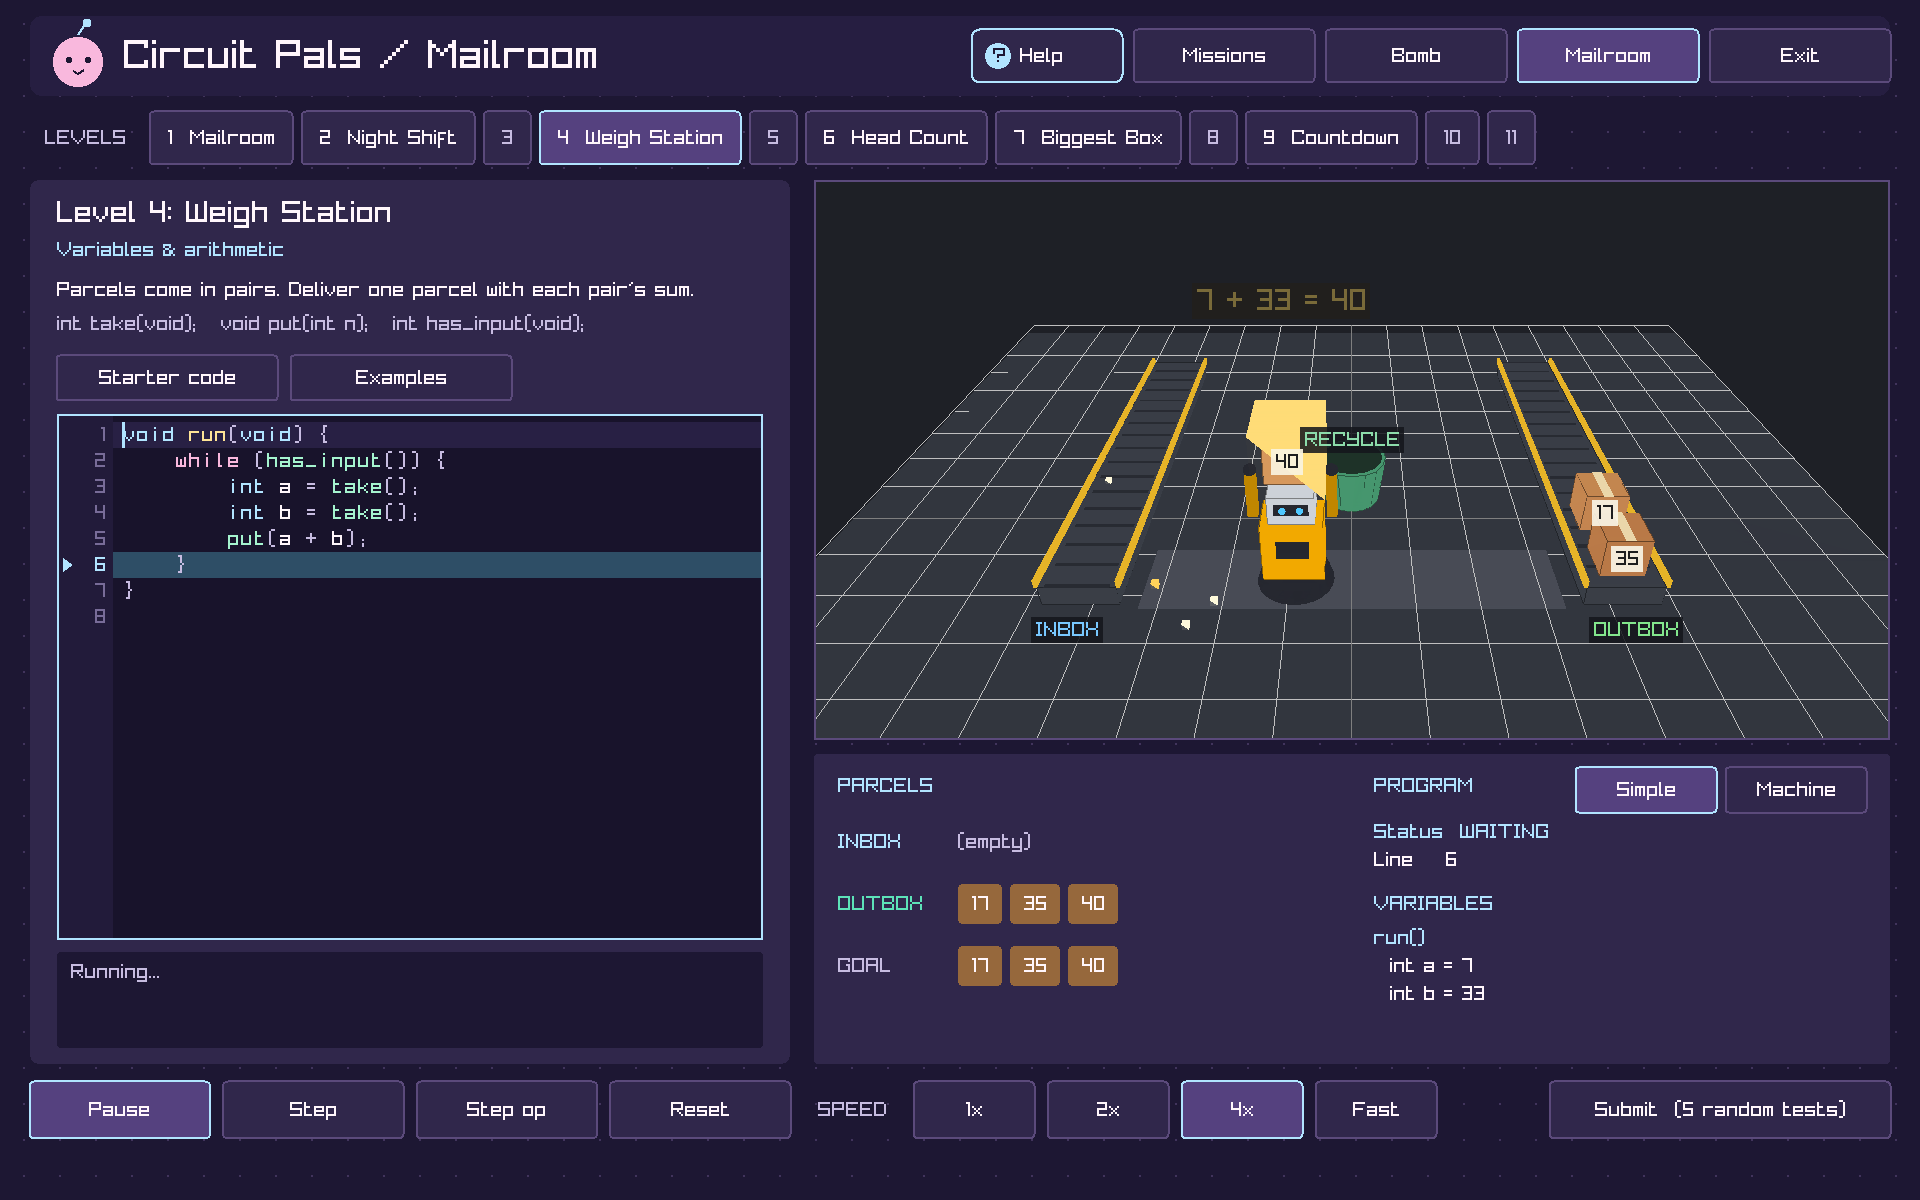 Circuit Pals / Mailroom
? Help
Missions
Bomb
Mailroom
Exit
LEVELS
1 Mailroom
2 Night Shift
3
4 Weigh Station
5
6 Head Count
7 Biggest Box
8
9 Countdown
10
11
Level 4: Weigh Station
Variables & arithmetic
Parcels come in pairs. Deliver one parcel with each pair's sum.
int take(void);   void put(int n);   int has_input(void);
Starter code
Examples
1 void run(void) {
2     while (has_input()) {
3         int a = take();
4         int b = take();
5         put(a + b);
6     }
7 }
8
Running...
7 + 33 = 40
RECYCLE
40
17
35
INBOX
OUTBOX
PARCELS
INBOX (empty)
OUTBOX 17 35 40
GOAL 17 35 40
PROGRAM
Simple
Machine
Status WAITING
Line 6
VARIABLES
run()
int a = 7
int b = 33
Pause
Step
Step op
Reset
SPEED
1x
2x
4x
Fast
Submit (5 random tests)